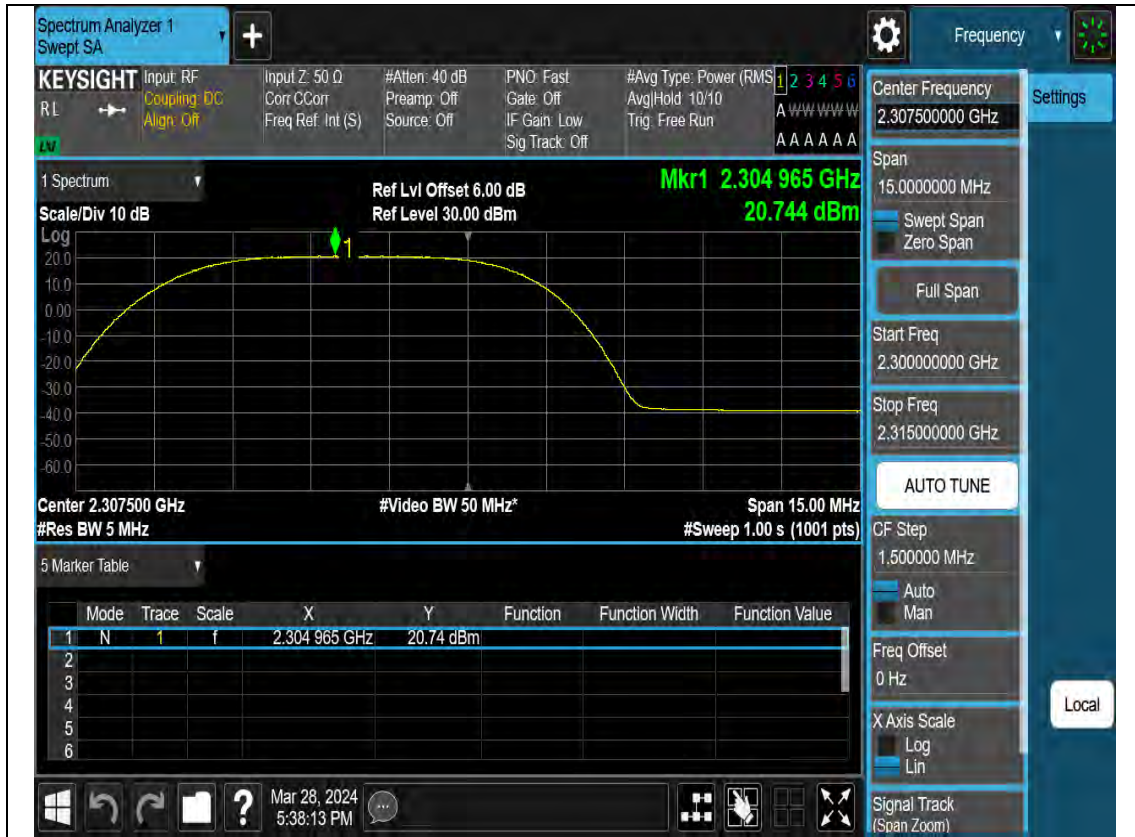 Spectrum Analyzer 1
Swept SA
+
Frequency
KEYSIGHT
RL
Input: RF
Coupling: DC
Align: Off
Input Z: 50 Ω
Corr CCorr
Freq Ref: Int (S)
#Atten: 40 dB
Preamp: Off
Source: Off
PNO: Fast
Gate: Off
IF Gain: Low
Sig Track: Off
#Avg Type: Power (RMS
Avg|Hold: 10/10
Trig: Free Run
1 2 3 4 5 6
A W W W W W
A A A A A A
1 Spectrum
Scale/Div 10 dB
Ref Lvl Offset 6.00 dB
Ref Level 30.00 dBm
Mkr1 2.304 965 GHz
20.744 dBm
Log
1
20.0
10.0
0.00
-10.0
-20.0
-30.0
-40.0
-50.0
-60.0
Center 2.307500 GHz
#Video BW 50 MHz*
Span 15.00 MHz
#Res BW 5 MHz
#Sweep 1.00 s (1001 pts)
5 Marker Table
Mode Trace Scale X Y Function Function Width Function Value
1 N 1 f 2.304 965 GHz 20.74 dBm
2
3
4
5
6
Mar 28, 2024
5:38:13 PM
?
Center Frequency
2.307500000 GHz
Settings
Span
15.0000000 MHz
Swept Span
Zero Span
Full Span
Start Freq
2.300000000 GHz
Stop Freq
2.315000000 GHz
AUTO TUNE
CF Step
1.500000 MHz
Auto
Man
Freq Offset
0 Hz
X Axis Scale
Log
Lin
Local
Signal Track
(Span Zoom)